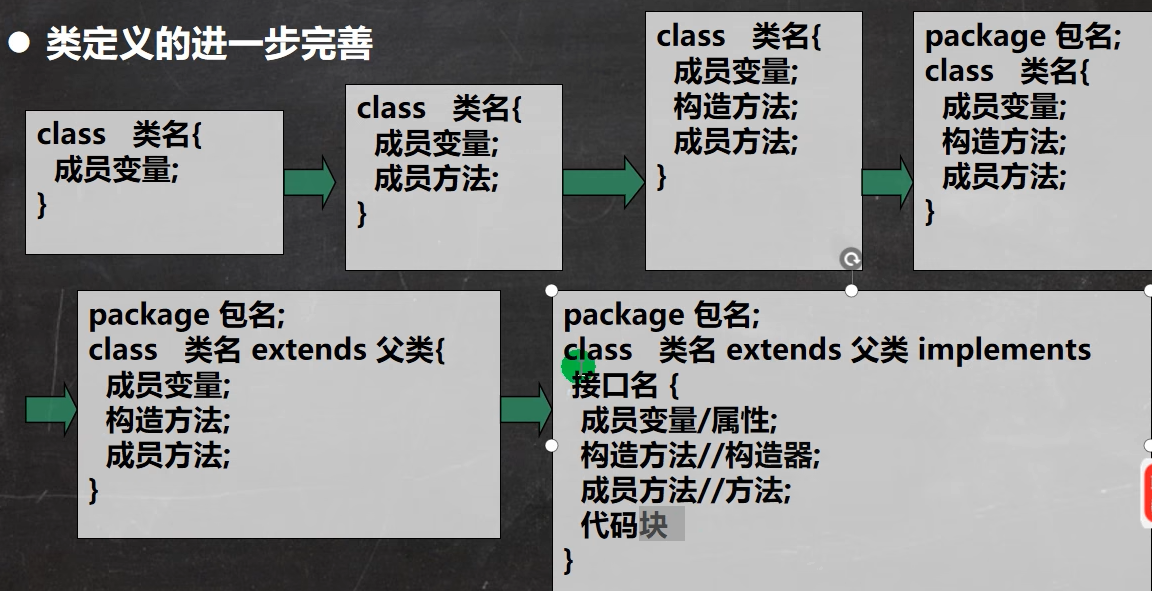 类定义的进一步完善
class 类名{
成员变量;
}
class 类名{
成员变量;
成员方法;
}
class 类名{
成员变量;
构造方法;
成员方法;
}
package 包名;
class 类名{
成员变量;
构造方法;
成员方法;
}
package 包名;
class 类名 extends 父类{
成员变量;
构造方法;
成员方法;
}
package 包名;
class 类名 extends 父类 implements
接口名 {
成员变量/属性;
构造方法//构造器;
成员方法//方法;
代码块
}